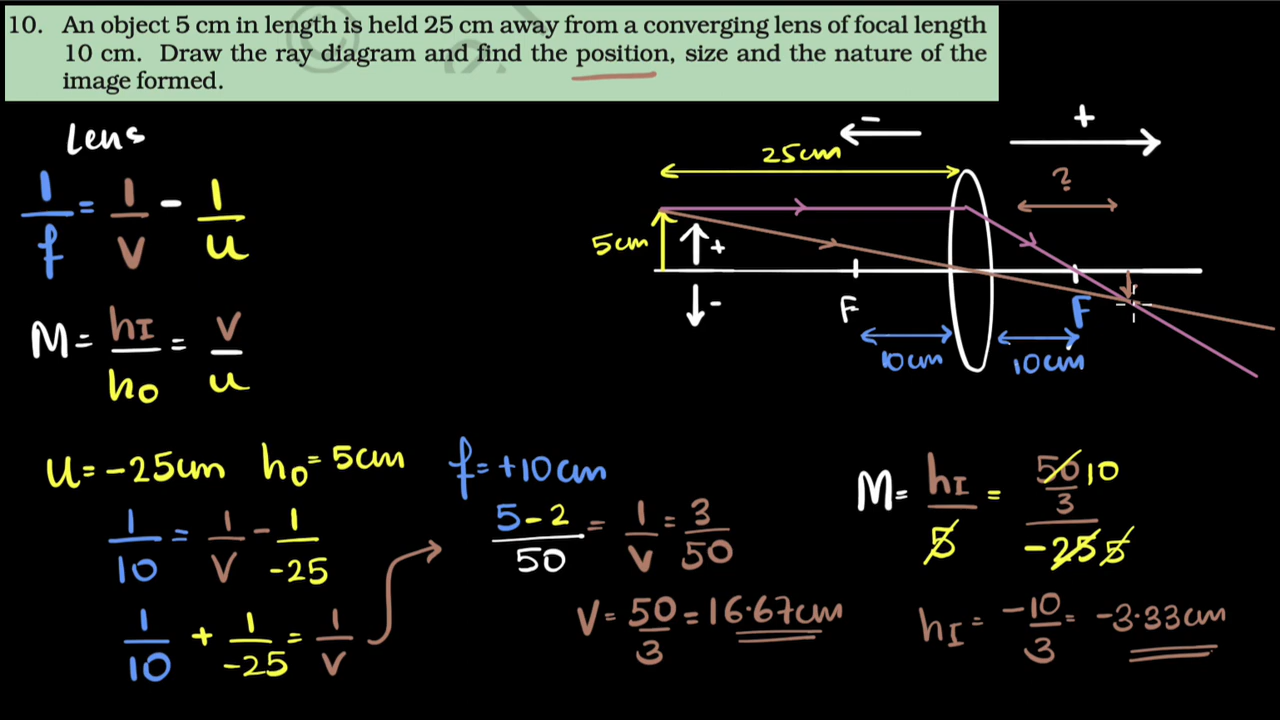 10. An object 5 cm in length is held 25 cm away from a converging lens of focal length
10 cm. Draw the ray diagram and find the position, size and the nature of the
image formed.
Lens
1/f = 1/v - 1/u
M = hI/hO = v/u
25cm
- +
?
5cm
+
-
F
F
10cm
10cm
u = -25cm hO = 5cm f = +10cm
1/10 = 1/v - 1/-25
1/10 + 1/-25 = 1/v
5-2/50 = 1/v = 3/50
v = 50/3 = 16.67cm
M = hI/5 = 50/3 10 / -25 5
hI = -10/3 = -3.33cm